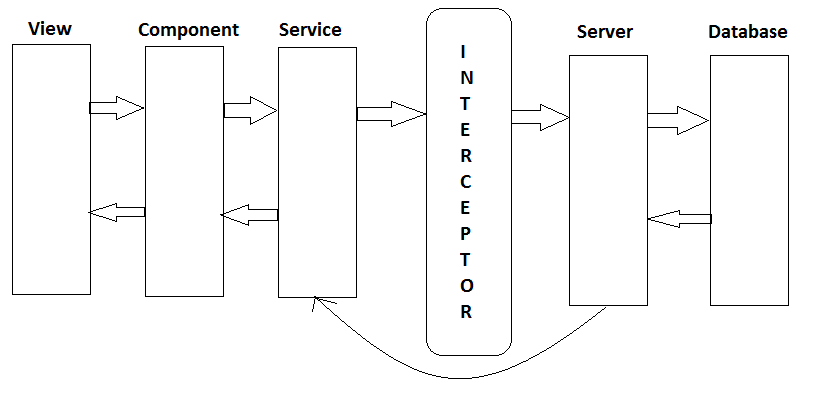 View
Component
Service
INTERCEPTOR
Server
Database